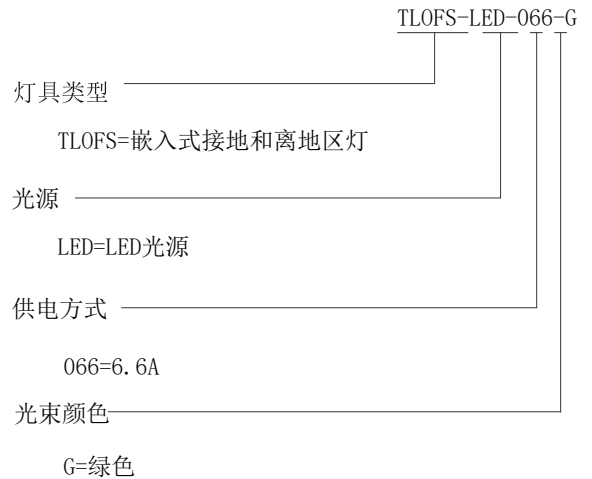 TLOFS-LED-066-G
灯具类型
TLOFS=嵌入式接地和离地区灯
光源
LED=LED光源
供电方式
066=6.6A
光束颜色
G=绿色